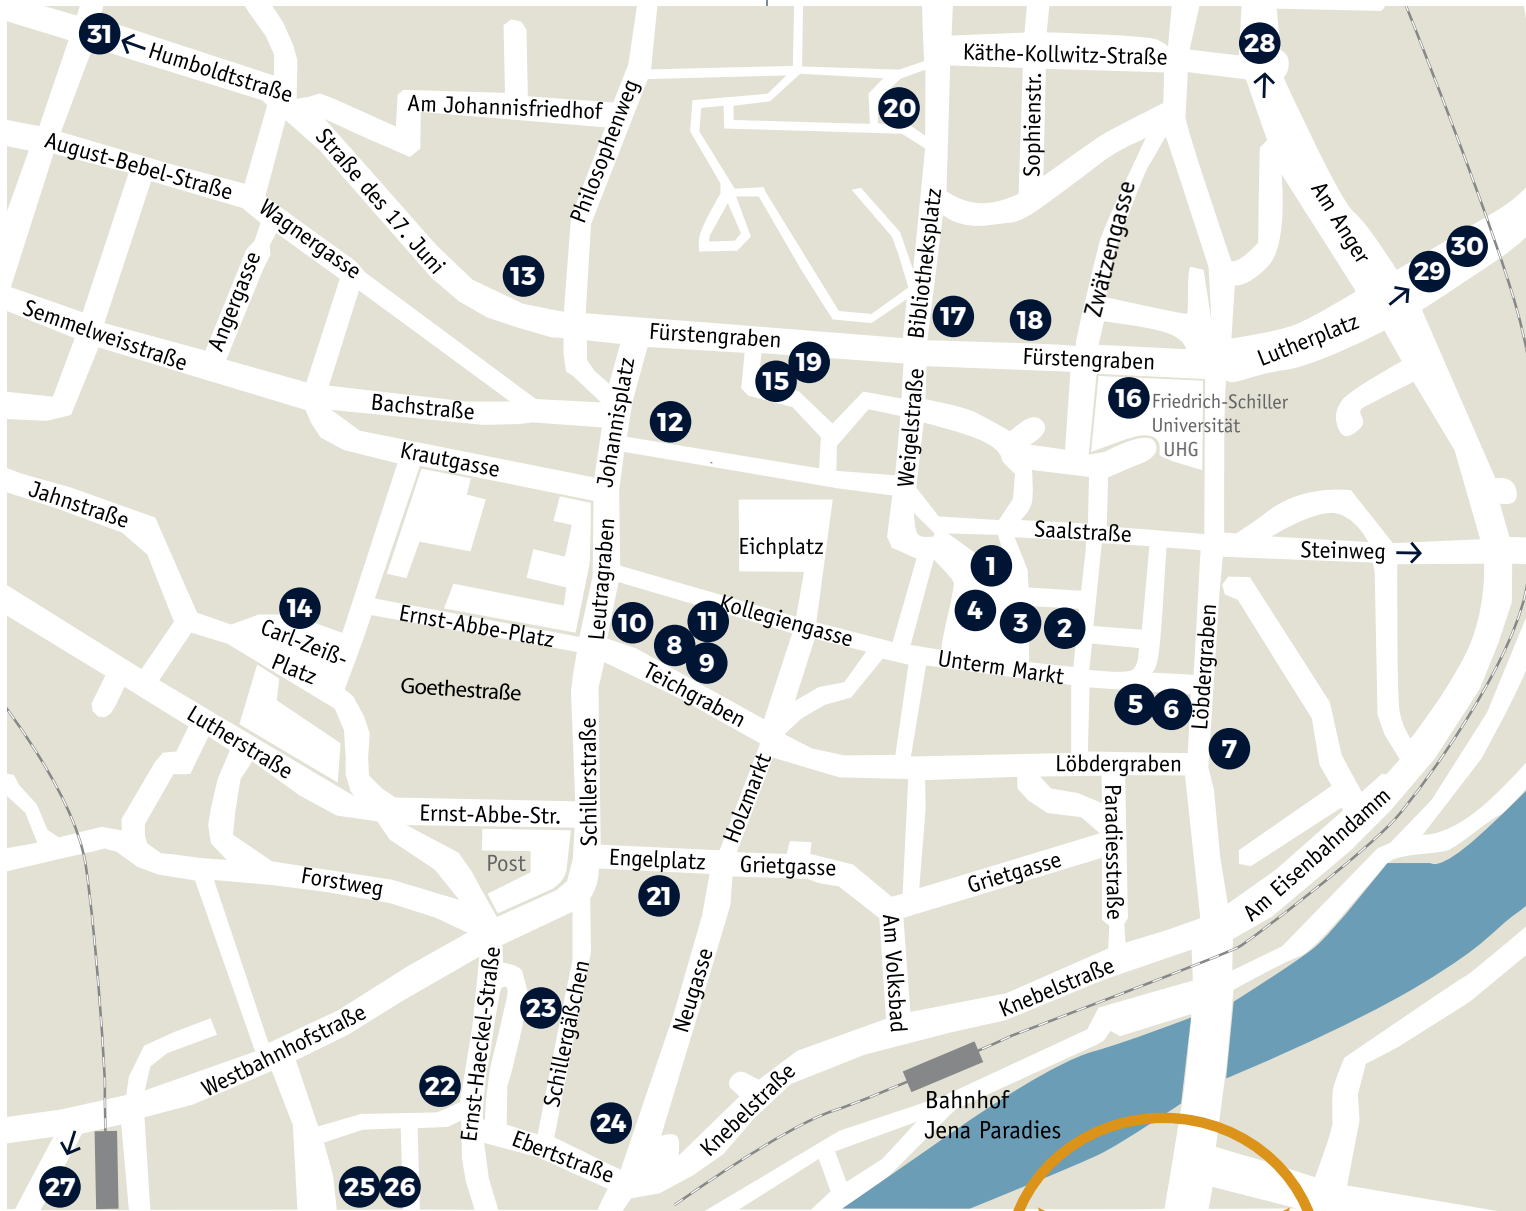 31
Humboldtstraße
Am Johannisfriedhof
Käthe-Kollwitz-Straße
28
20
Sophienstr.
Philosophenweg
August-Bebel-Straße
Straße des 17. Juni
Wagnergasse
Am Anger
Zwätzengasse
Bibliotheksplatz
30
29
13
Angergasse
17
18
Semmelweisstraße
Fürstengraben
Fürstengraben
Lutherplatz
19
15
16
Friedrich-Schiller
Universität
UHG
Bachstraße
12
Johannisplatz
Weigelstraße
Krautgasse
Jahnstraße
Eichplatz
Saalstraße
Steinweg
Leutragraben
1
14
4
3
2
10
11
8
9
Kollegiengasse
Carl-Zeiß-
Platz
Ernst-Abbe-Platz
Unterm Markt
Löbdergraben
Goethestraße
Teichgraben
5
6
7
Lutherstraße
Schillerstraße
Holzmarkt
Löbdergraben
Paradiesstraße
Ernst-Abbe-Str.
Post
Engelplatz
Grietgasse
Grietgasse
Am Eisenbahndamm
Forstweg
21
Am Volksbad
Knebelstraße
Ernst-Haeckel-Straße
23
Schillergäßchen
Neugasse
Westbahnhofstraße
22
24
Knebelstraße
Bahnhof
Jena Paradies
Ebertstraße
27
25
26